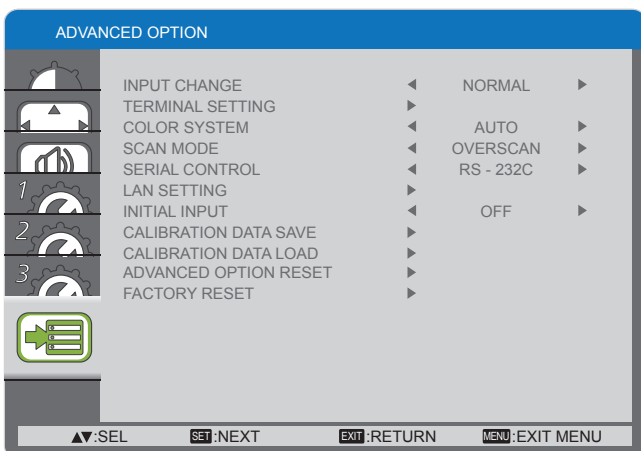 ADVANCED OPTION
INPUT CHANGE ◀ NORMAL ▶
TERMINAL SETTING ▶
COLOR SYSTEM ◀ AUTO ▶
SCAN MODE ◀ OVERSCAN ▶
SERIAL CONTROL ◀ RS - 232C ▶
1 LAN SETTING ▶
INITIAL INPUT ◀ OFF ▶
2 CALIBRATION DATA SAVE ▶
CALIBRATION DATA LOAD ▶
3 ADVANCED OPTION RESET ▶
FACTORY RESET ▶
▲▼:SEL SET:NEXT EXIT:RETURN MENU:EXIT MENU